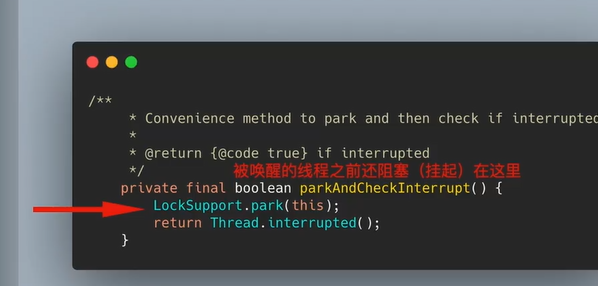 /**
* Convenience method to park and then check if interrupted
*
* @return {@code true} if interrupted
*/
被唤醒的线程之前还阻塞（挂起）在这里
private final boolean parkAndCheckInterrupt() {
LockSupport.park(this);
return Thread.interrupted();
}